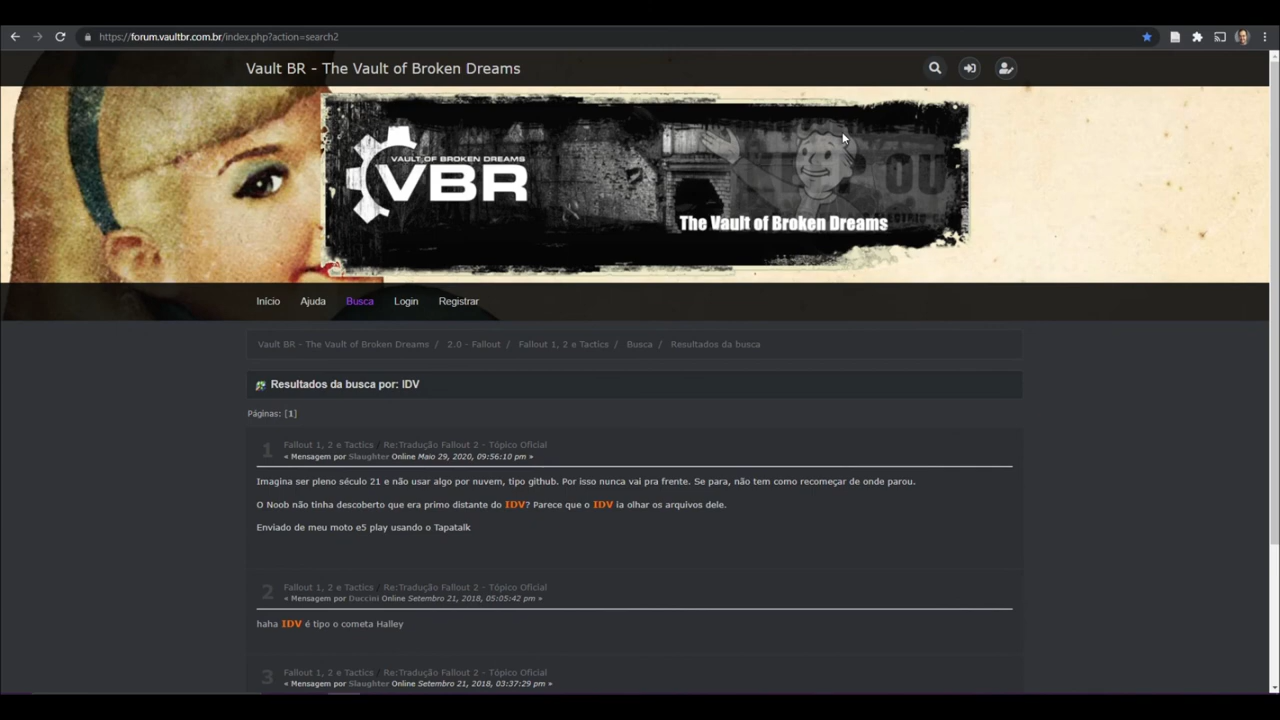 https://forum.vaultbr.com.br/index.php?action=search2
Vault BR - The Vault of Broken Dreams
VAULT OF BROKEN DREAMS
VBR
The Vault of Broken Dreams
Início Ajuda Busca Login Registrar
Vault BR - The Vault of Broken Dreams / 2.0 - Fallout / Fallout 1, 2 e Tactics / Busca / Resultados da busca
Resultados da busca por: IDV
Páginas: [1]
1 Fallout 1, 2 e Tactics / Re:Tradução Fallout 2 - Tópico Oficial
« Mensagem por Slaughter Online Maio 29, 2020, 09:56:10 pm »
Imagina ser pleno século 21 e não usar algo por nuvem, tipo github. Por isso nunca vai pra frente. Se para, não tem como recomeçar de onde parou.
O Noob não tinha descoberto que era primo distante do IDV? Parece que o IDV ia olhar os arquivos dele.
Enviado de meu moto e5 play usando o Tapatalk
2 Fallout 1, 2 e Tactics / Re:Tradução Fallout 2 - Tópico Oficial
« Mensagem por Duccini Online Setembro 21, 2018, 05:05:42 pm »
haha IDV é tipo o cometa Halley
3 Fallout 1, 2 e Tactics / Re:Tradução Fallout 2 - Tópico Oficial
« Mensagem por Slaughter Online Setembro 21, 2018, 03:37:29 pm »